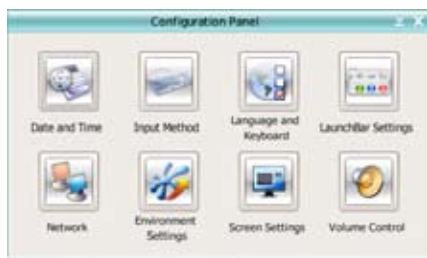 Configuration Panel
Date and Time
Input Method
Language and
Keyboard
LaunchBar Settings
Network
Environment
Settings
Screen Settings
Volume Control